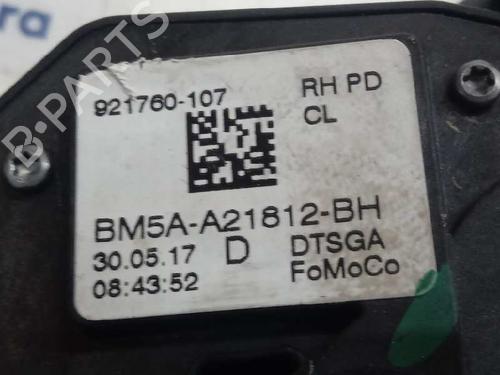 921760-107
RH PD
CL
BM5A-A21812-BH
30.05.17 D DTSGA
08:43:52 FoMoCo
B-PARTS